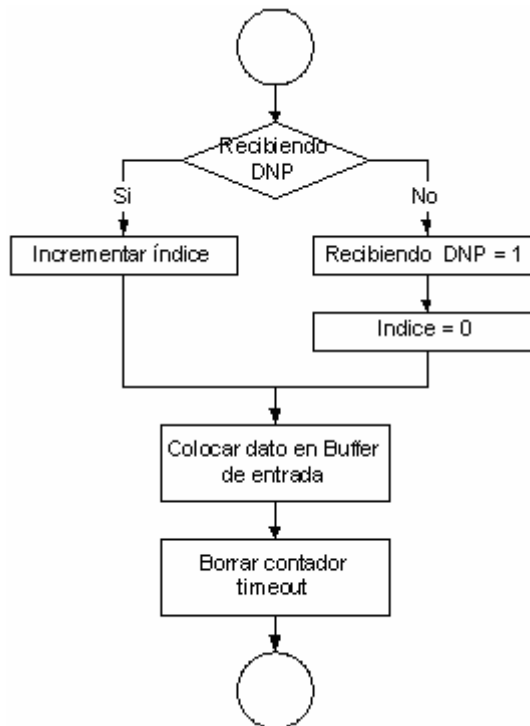 Recibiendo
DNP
Si
No
Incrementar índice
Recibiendo DNP = 1
Indice = 0
Colocar dato en Buffer
de entrada
Borrar contador
timeout